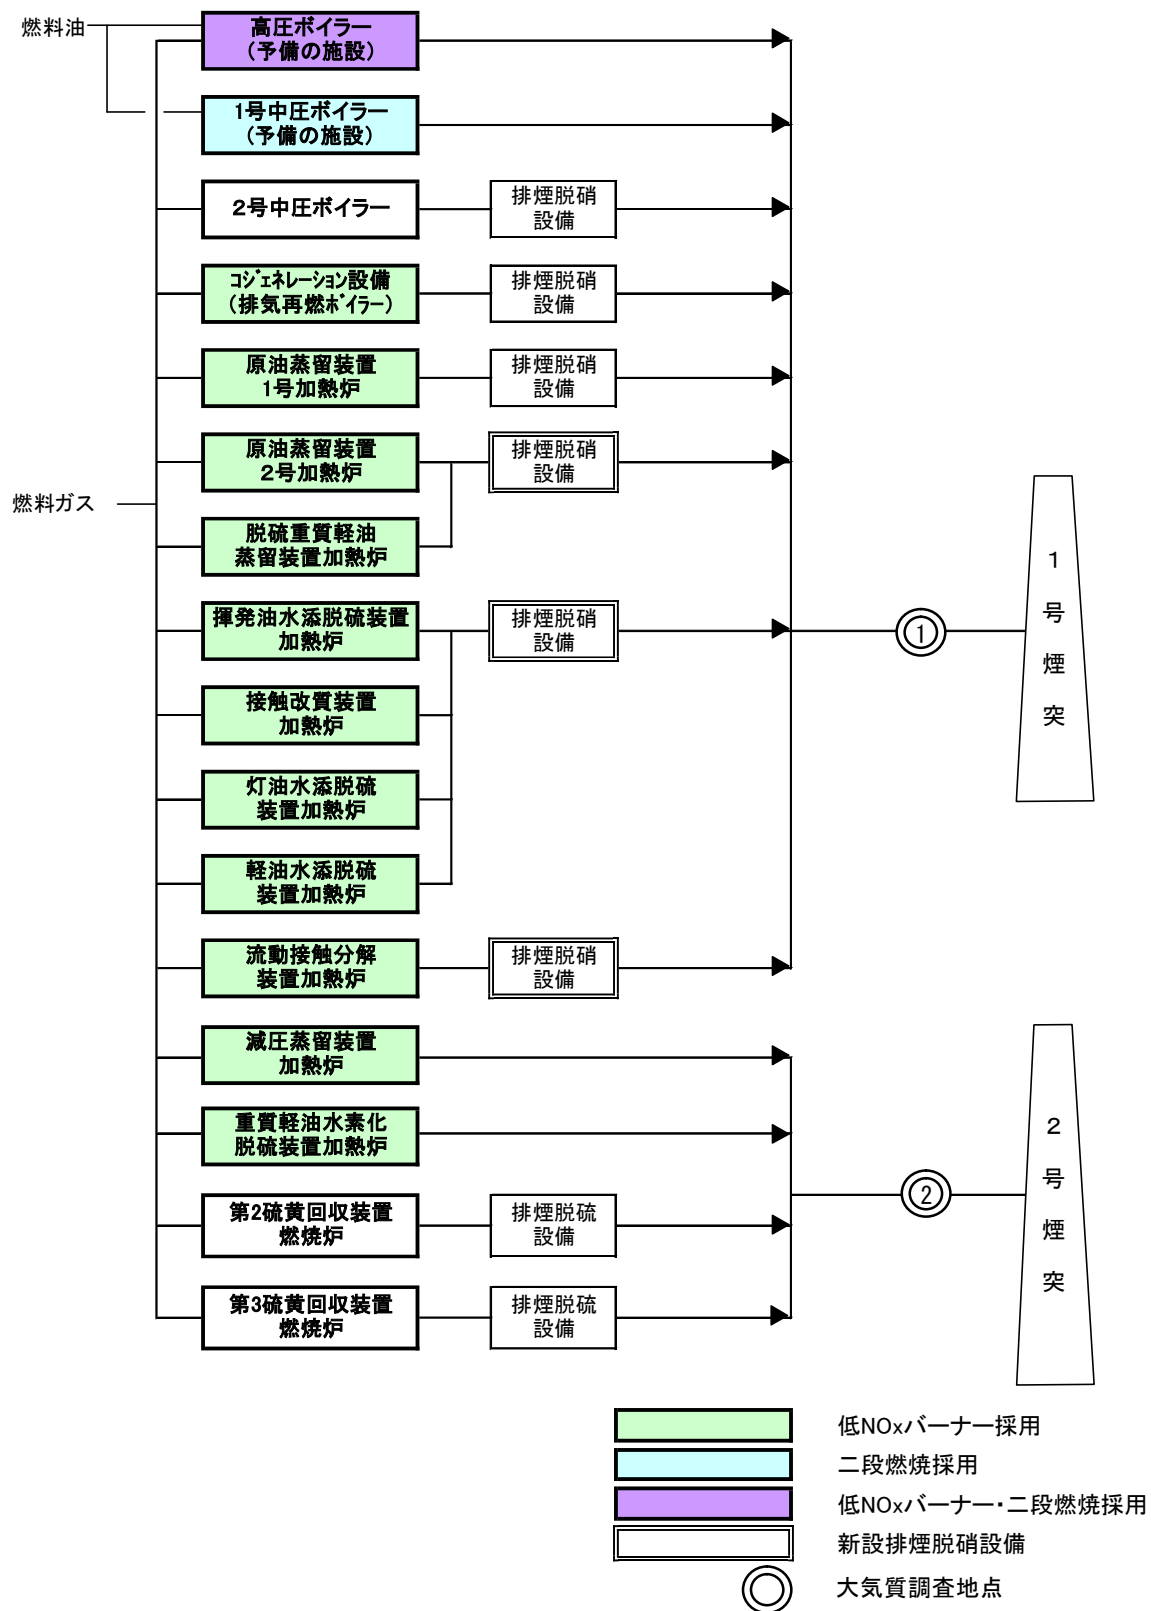 燃料油
高圧ボイラー
（予備の施設）
1号中圧ボイラー
（予備の施設）
2号中圧ボイラー
排煙脱硝
設備
コジェネレーション設備
（排気再燃ボイラー）
排煙脱硝
設備
原油蒸留装置
1号加熱炉
排煙脱硝
設備
原油蒸留装置
2号加熱炉
排煙脱硝
設備
燃料ガス
脱硫重質軽油
蒸留装置加熱炉
揮発油水添脱硫装置
加熱炉
排煙脱硝
設備
①
1号煙突
接触改質装置
加熱炉
灯油水添脱硫
装置加熱炉
軽油水添脱硫
装置加熱炉
流動接触分解
装置加熱炉
排煙脱硝
設備
減圧蒸留装置
加熱炉
重質軽油水素化
脱硫装置加熱炉
②
2号煙突
第2硫黄回収装置
燃焼炉
排煙脱硫
設備
第3硫黄回収装置
燃焼炉
排煙脱硫
設備
低NOxバーナー採用
二段燃焼採用
低NOxバーナー・二段燃焼採用
新設排煙脱硝設備
大気質調査地点